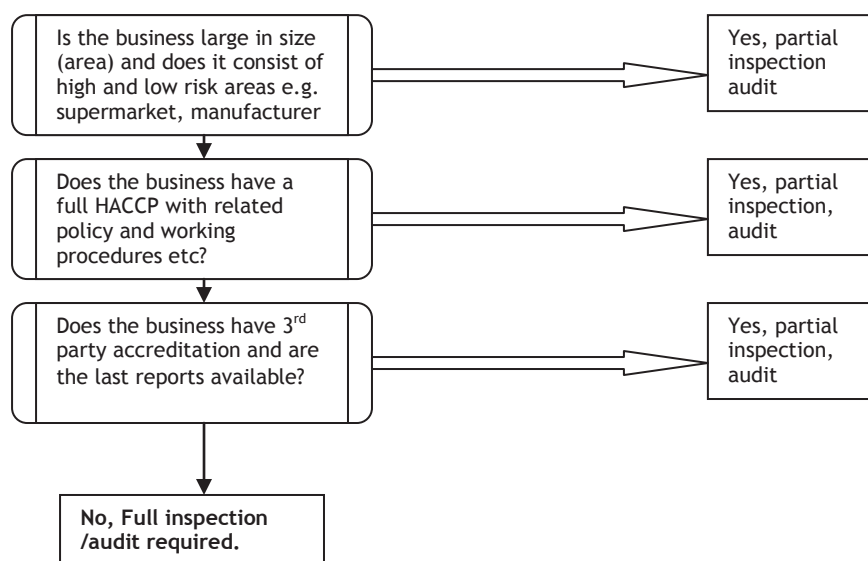 Is the business large in size
(area) and does it consist of
high and low risk areas e.g.
supermarket, manufacturer
Yes, partial
inspection
audit
Does the business have a
full HACCP with related
policy and working
procedures etc?
Yes, partial
inspection,
audit
Does the business have 3rd
party accreditation and are
the last reports available?
Yes, partial
inspection,
audit
No, Full inspection
/audit required.